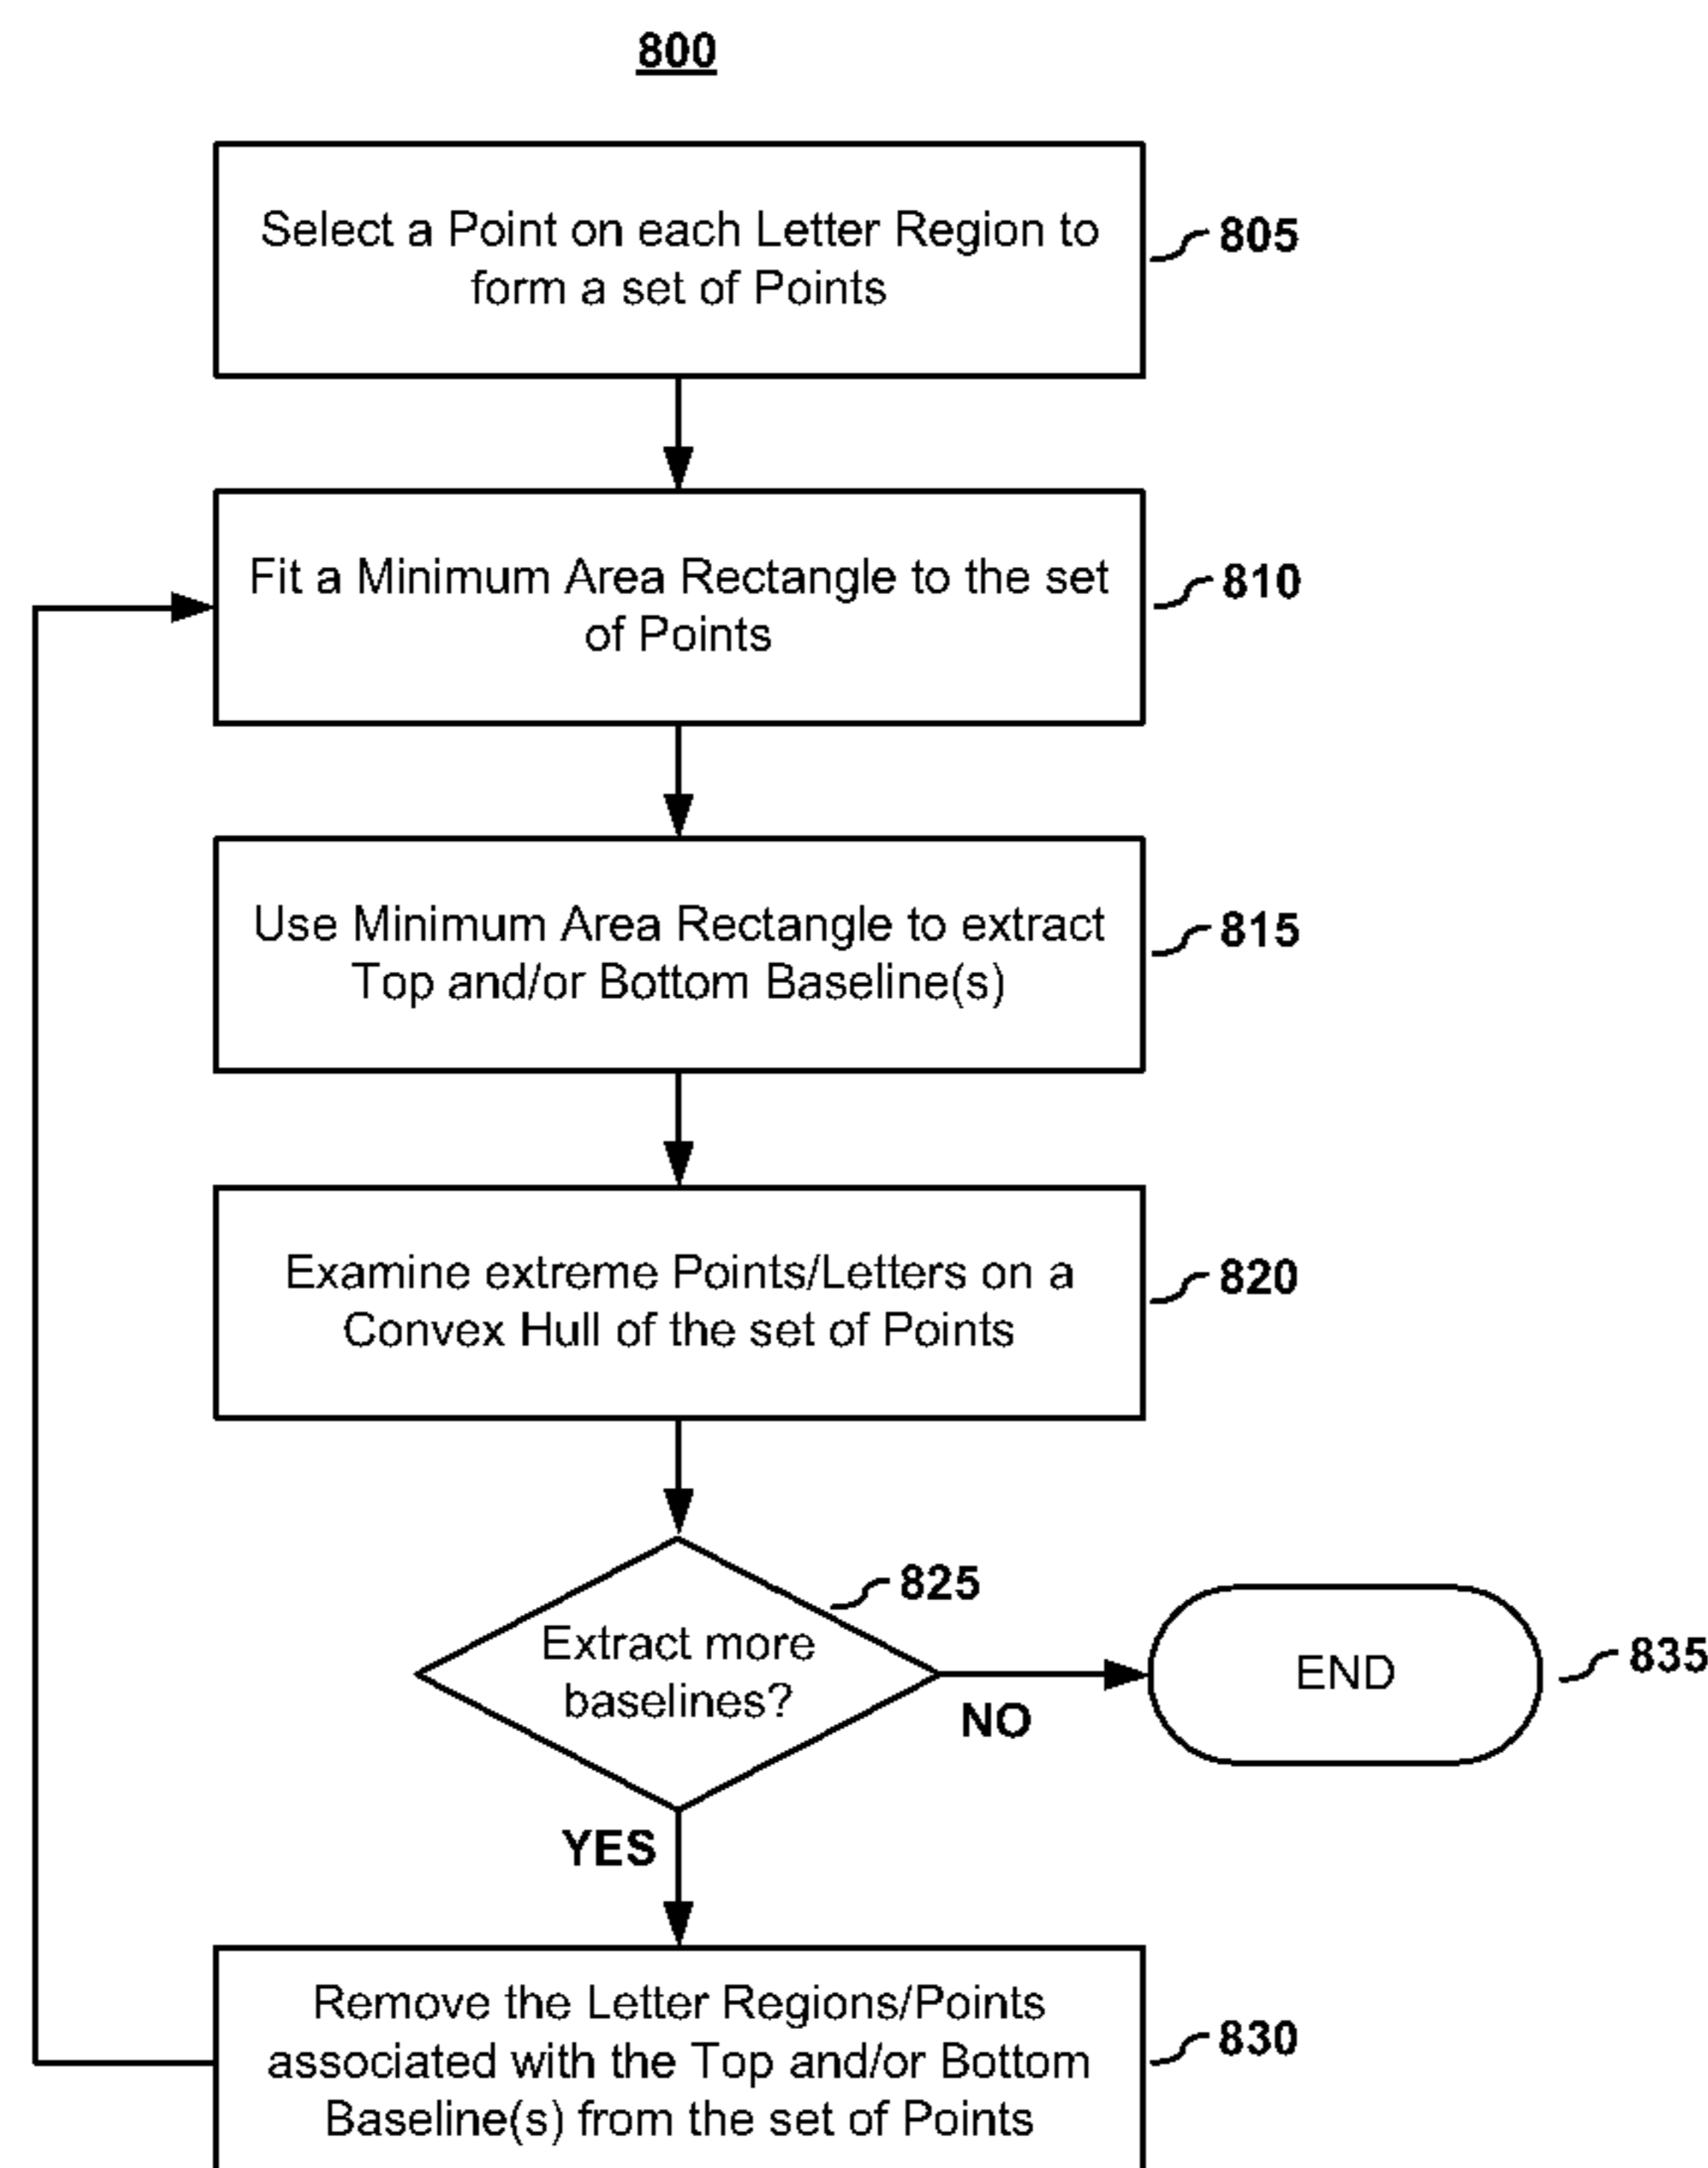 800
Select a Point on each Letter Region to
form a set of Points
805
Fit a Minimum Area Rectangle to the set
of Points
810
Use Minimum Area Rectangle to extract
Top and/or Bottom Baseline(s)
815
Examine extreme Points/Letters on a
Convex Hull of the set of Points
820
825
Extract more
baselines?
NO
END
835
YES
Remove the Letter Regions/Points
associated with the Top and/or Bottom
Baseline(s) from the set of Points
830